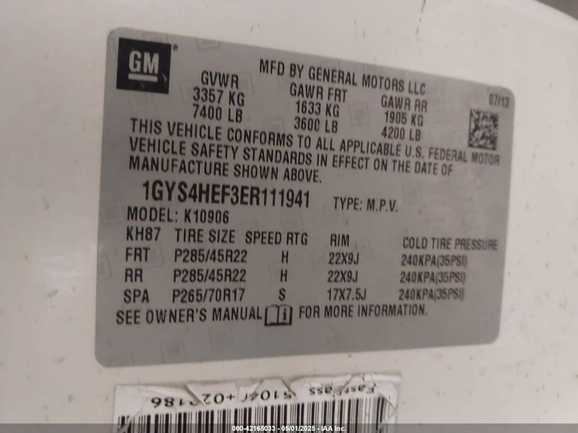 GM
MFD BY GENERAL MOTORS LLC
07/13
GVWR GAWR FRT GAWR RR
3357 KG 1633 KG 1905 KG
7400 LB 3600 LB 4200 LB
THIS VEHICLE CONFORMS TO ALL APPLICABLE U.S. FEDERAL MOTOR
VEHICLE SAFETY STANDARDS IN EFFECT ON THE DATE OF
MANUFACTURE SHOWN ABOVE.
1GYS4HEF3ER111941 TYPE: M.P.V.
MODEL: K10906
KH87 TIRE SIZE SPEED RTG RIM COLD TIRE PRESSURE
FRT P285/45R22 H 22X9J 240KPA(35PSI)
RR P285/45R22 H 22X9J 240KPA(35PSI)
SPA P265/70R17 S 17X7.5J 240KPA(35PSI)
SEE OWNER'S MANUAL FOR MORE INFORMATION.
000-42165033 - 05/01/2025 - IAA Inc.